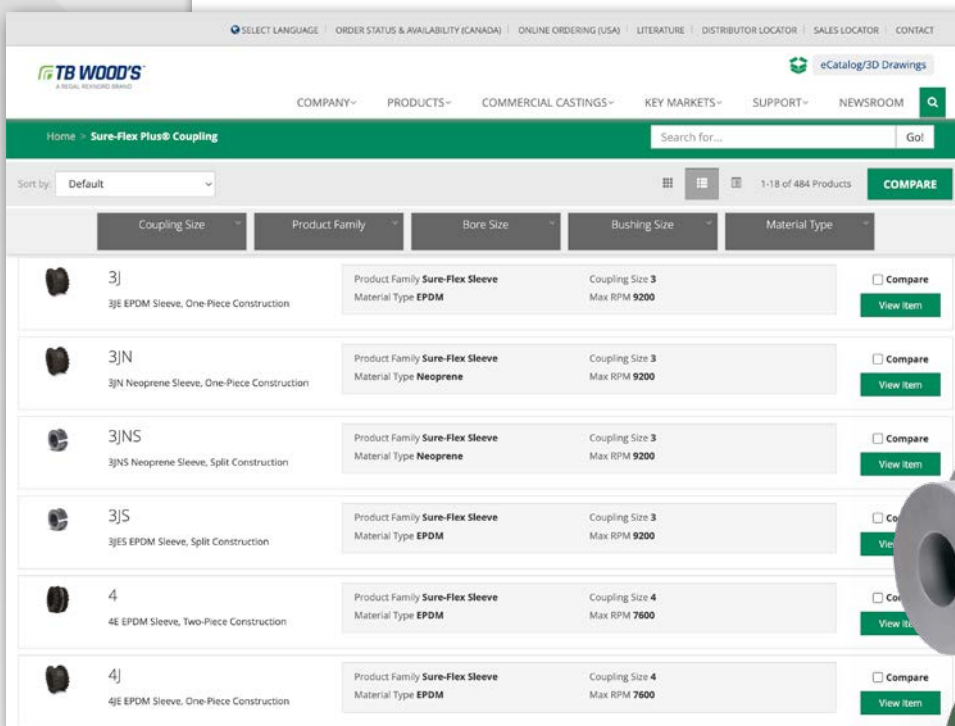 SELECT LANGUAGE ORDER STATUS & AVAILABILITY (CANADA) ONLINE ORDERING (USA) LITERATURE DISTRIBUTOR LOCATOR SALES LOCATOR CONTACT
TB WOOD'S
A REGAL REXNORD BRAND
eCatalog/3D Drawings
COMPANY PRODUCTS COMMERCIAL CASTINGS KEY MARKETS SUPPORT NEWSROOM
Home > Sure-Flex Plus® Coupling
Search for... Go!
Sort by: Default
1-18 of 484 Products COMPARE
Coupling Size Product Family Bore Size Bushing Size Material Type
3J
3JE EPDM Sleeve, One-Piece Construction
Product Family Sure-Flex Sleeve Coupling Size 3
Material Type EPDM Max RPM 9200
Compare
View Item
3JN
3JN Neoprene Sleeve, One-Piece Construction
Product Family Sure-Flex Sleeve Coupling Size 3
Material Type Neoprene Max RPM 9200
Compare
View Item
3JNS
3JNS Neoprene Sleeve, Split Construction
Product Family Sure-Flex Sleeve Coupling Size 3
Material Type Neoprene Max RPM 9200
Compare
View Item
3JS
3JES EPDM Sleeve, Split Construction
Product Family Sure-Flex Sleeve Coupling Size 3
Material Type EPDM Max RPM 9200
Co
Vie
4
4E EPDM Sleeve, Two-Piece Construction
Product Family Sure-Flex Sleeve Coupling Size 4
Material Type EPDM Max RPM 7600
Co
View Ite
4J
4JE EPDM Sleeve, One-Piece Construction
Product Family Sure-Flex Sleeve Coupling Size 4
Material Type EPDM Max RPM 7600
Compare
View Item